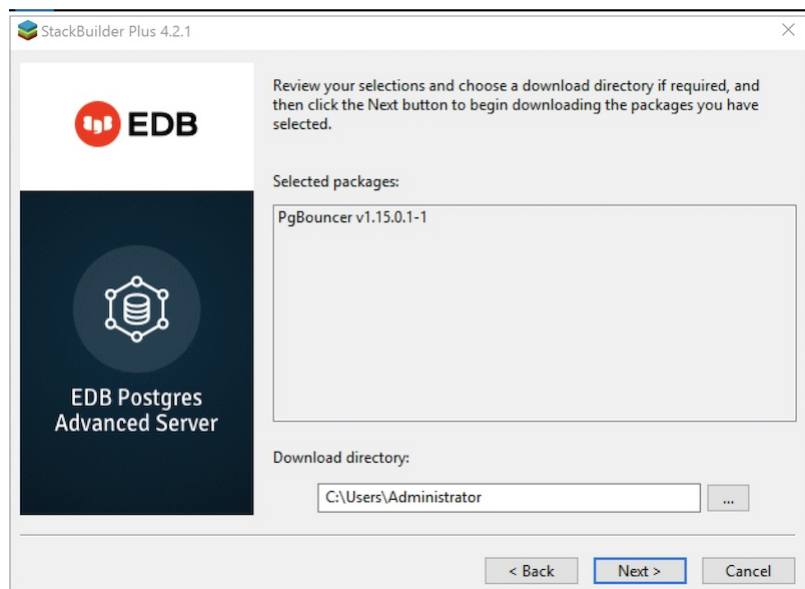 StackBuilder Plus 4.2.1
EDB
EDB Postgres
Advanced Server
Review your selections and choose a download directory if required, and
then click the Next button to begin downloading the packages you have
selected.
Selected packages:
PgBouncer v1.15.0.1-1
Download directory:
C:\Users\Administrator
...
< Back
Next >
Cancel